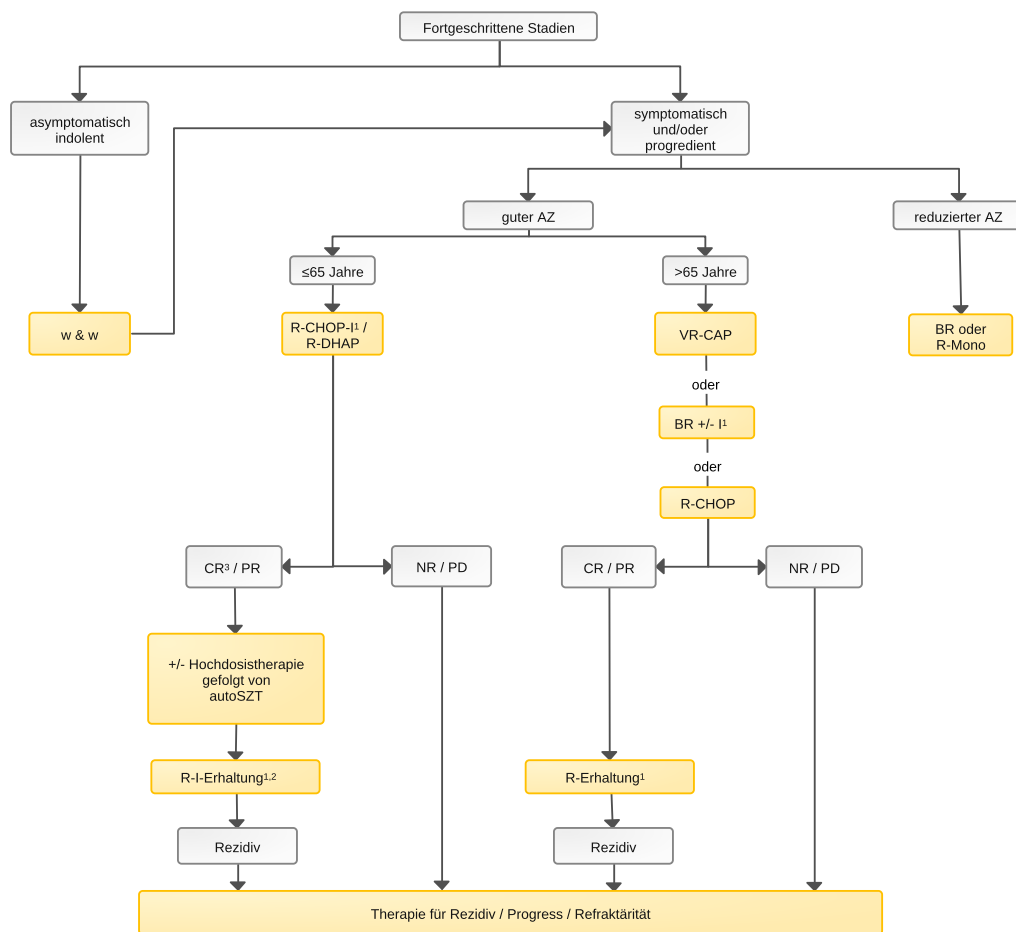 Fortgeschrittene Stadien
asymptomatisch
indolent
symptomatisch
und/oder
progredient
guter AZ
reduzierter AZ
≤65 Jahre
>65 Jahre
w & w
R-CHOP-I¹ /
R-DHAP
VR-CAP
BR oder
R-Mono
oder
BR +/- I¹
oder
R-CHOP
CR³ / PR
NR / PD
CR / PR
NR / PD
+/- Hochdosistherapie
gefolgt von
autoSZT
R-I-Erhaltung¹,²
R-Erhaltung¹
Rezidiv
Rezidiv
Therapie für Rezidiv / Progress / Refraktärität